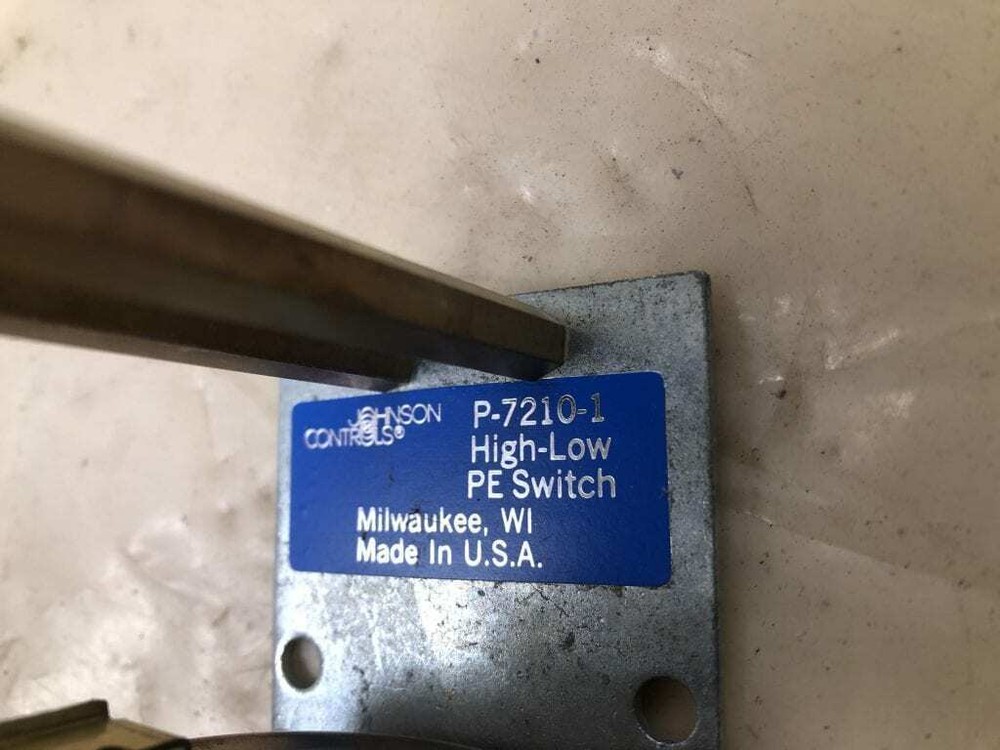 JOHNSON
CONTROLS®
P-7210-1
High-Low
PE Switch
Milwaukee, WI
Made In U.S.A.